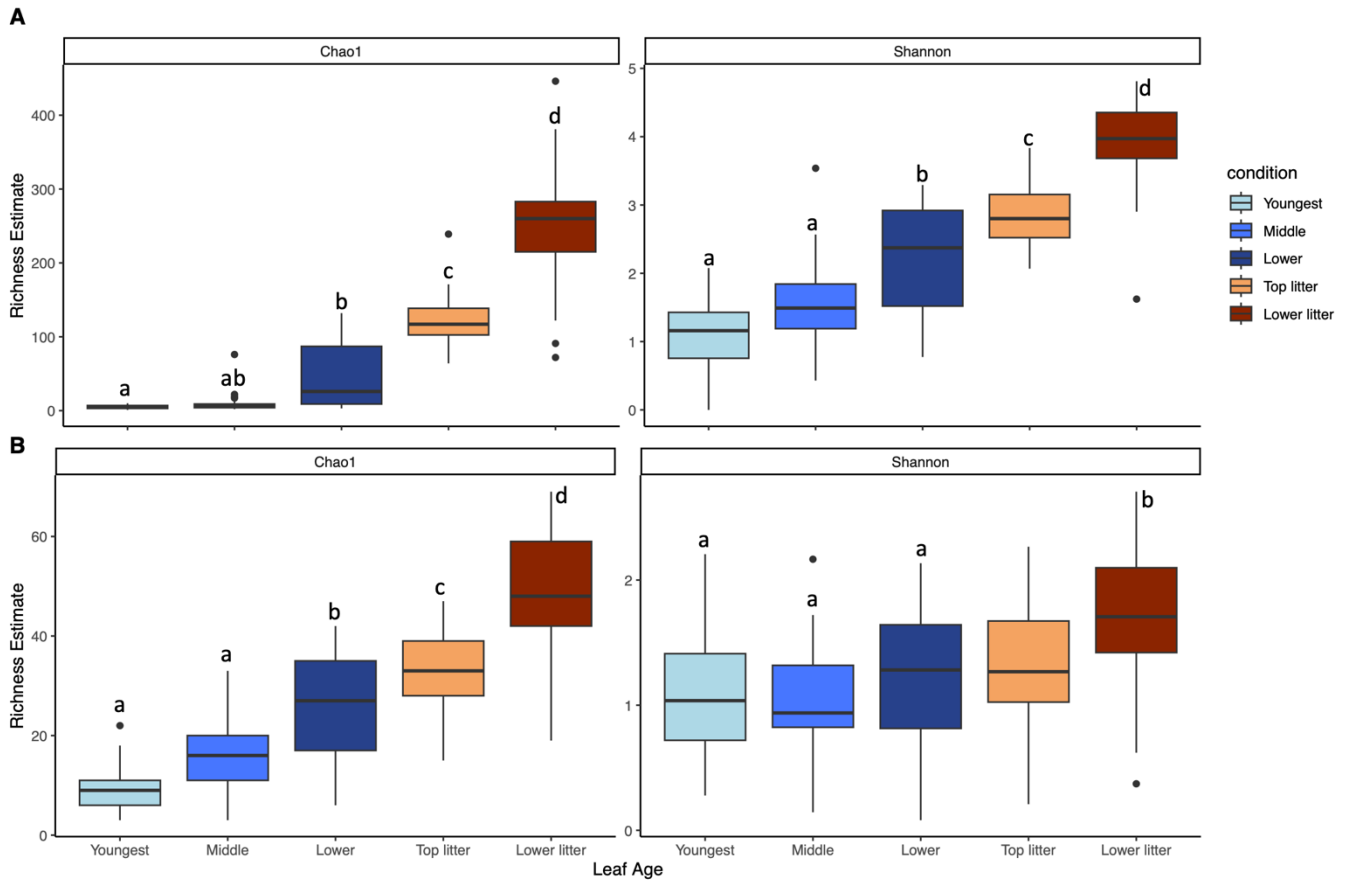 A
Chao1
Shannon
Richness Estimate
0
100
200
300
400
a
ab
b
c
d
0
1
2
3
4
5
a
a
b
c
d
condition
Youngest
Middle
Lower
Top litter
Lower litter
B
Chao1
Shannon
Richness Estimate
0
20
40
60
a
a
b
c
d
0
1
2
a
a
a
b
Youngest Middle Lower Top litter Lower litter
Youngest Middle Lower Top litter Lower litter
Leaf Age